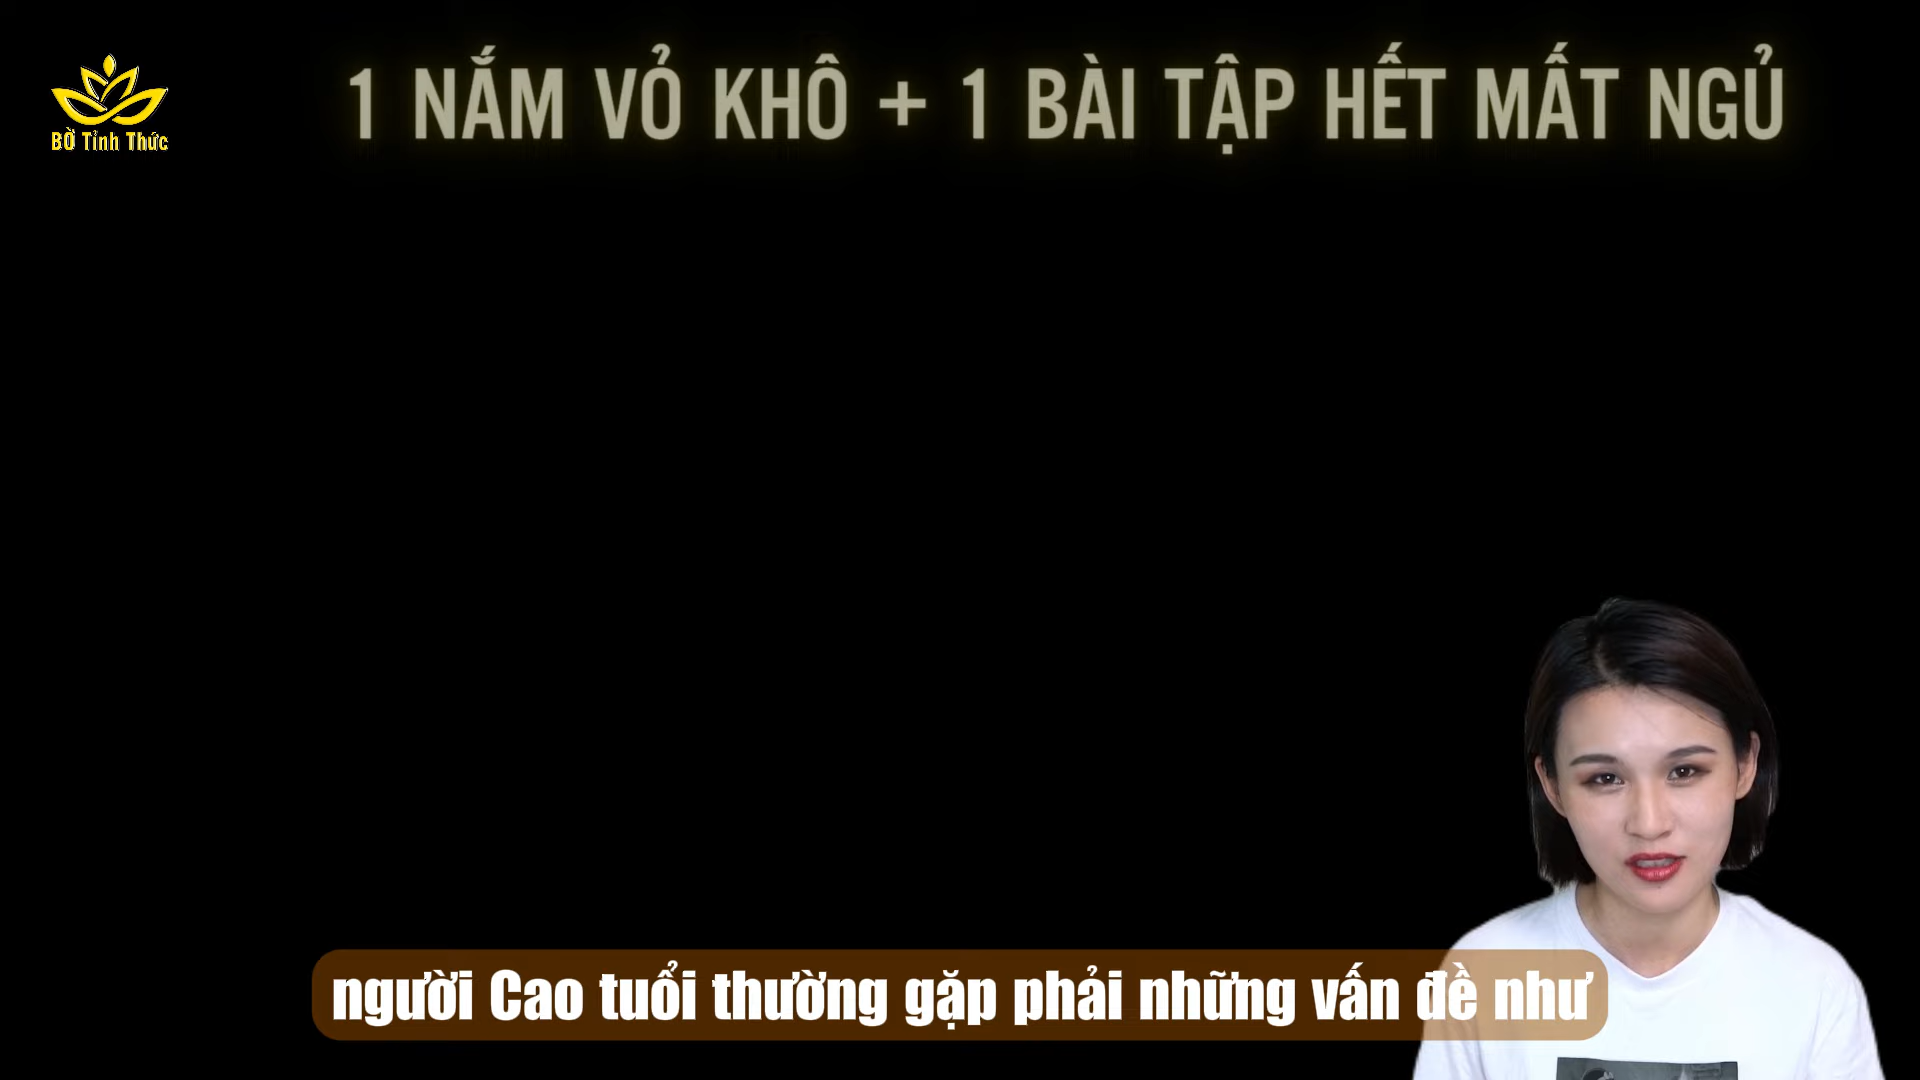 1 NẮM VỎ KHÔ + 1 BÀI TẬP HẾT MẤT NGỦ
BỜ Tỉnh Thức
người Cao tuổi thường gặp phải những vấn đề như